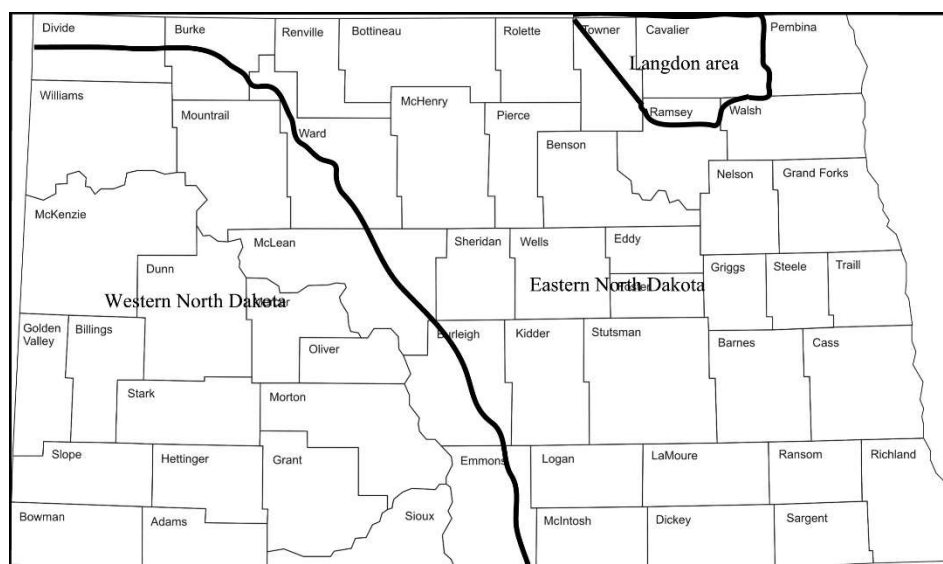 Divide
Burke
Renville
Bottineau
Rolette
Towner
Cavalier
Pembina
Langdon area
Williams
Mountrail
McHenry
Pierce
Ramsey
Walsh
Ward
Benson
Nelson
Grand Forks
McKenzie
McLean
Sheridan
Wells
Eddy
Dunn
Griggs
Steele
Traill
Western North Dakota
Eastern North Dakota
Golden
Valley
Billings
Burleigh
Kidder
Stutsman
Barnes
Cass
Oliver
Stark
Morton
Slope
Hettinger
Grant
Emmons
Logan
LaMoure
Ransom
Richland
Bowman
Adams
Sioux
McIntosh
Dickey
Sargent